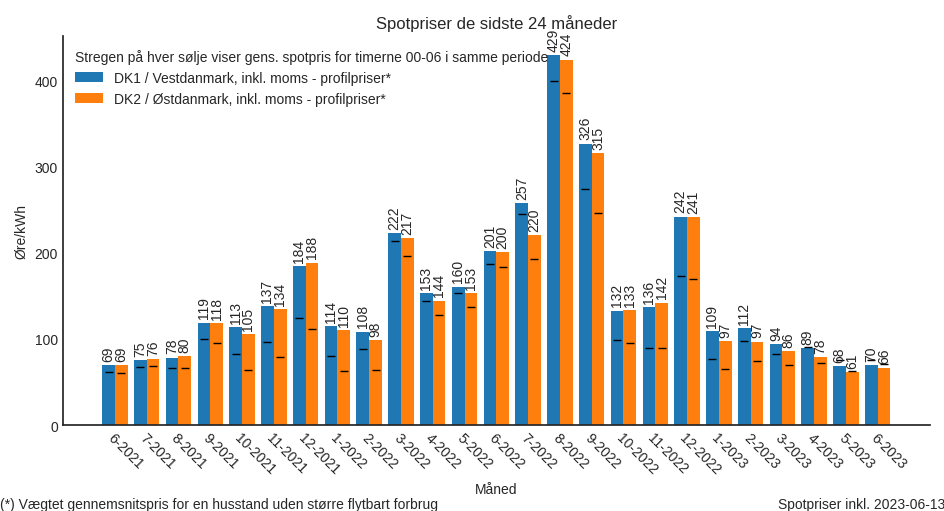 Spotpriser de sidste 24 måneder
Stregen på hver sølje viser gens. spotpris for timerne 00-06 i samme periode
DK1 / Vestdanmark, inkl. moms - profilpriser*
DK2 / Østdanmark, inkl. moms - profilpriser*
Øre/kWh
400
300
200
100
0
69 69 75 76 78 80 119 118 113 105 137 134 184 188 114 110 108 98 222 217 153 144 160 153 201 200 257 220 429 424 326 315 132 133 136 142 242 241 109 97 112 97 94 86 89 78 68 61 70 66
6-2021 7-2021 8-2021 9-2021 10-2021 11-2021 12-2021 1-2022 2-2022 3-2022 4-2022 5-2022 6-2022 7-2022 8-2022 9-2022 10-2022 11-2022 12-2022 1-2023 2-2023 3-2023 4-2023 5-2023 6-2023
Måned
(*) Vægtet gennemsnitspris for en husstand uden større flytbart forbrug
Spotpriser inkl. 2023-06-13